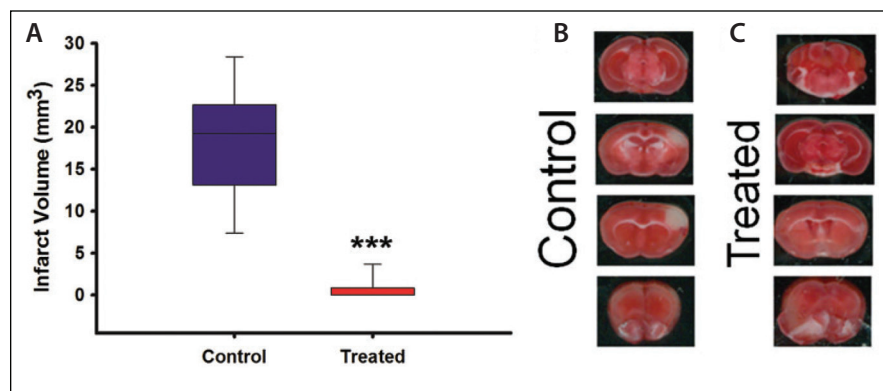 A
Infarct Volume (mm3)
30
25
20
15
10
5
0
***
Control
Treated
B
Control
C
Treated